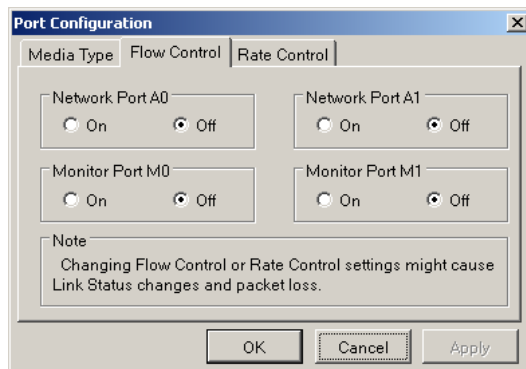 Port Configuration
Media Type Flow Control Rate Control
Network Port A0 Network Port A1
On Off On Off
Monitor Port M0 Monitor Port M1
On Off On Off
Note
Changing Flow Control or Rate Control settings might cause
Link Status changes and packet loss.
OK Cancel Apply